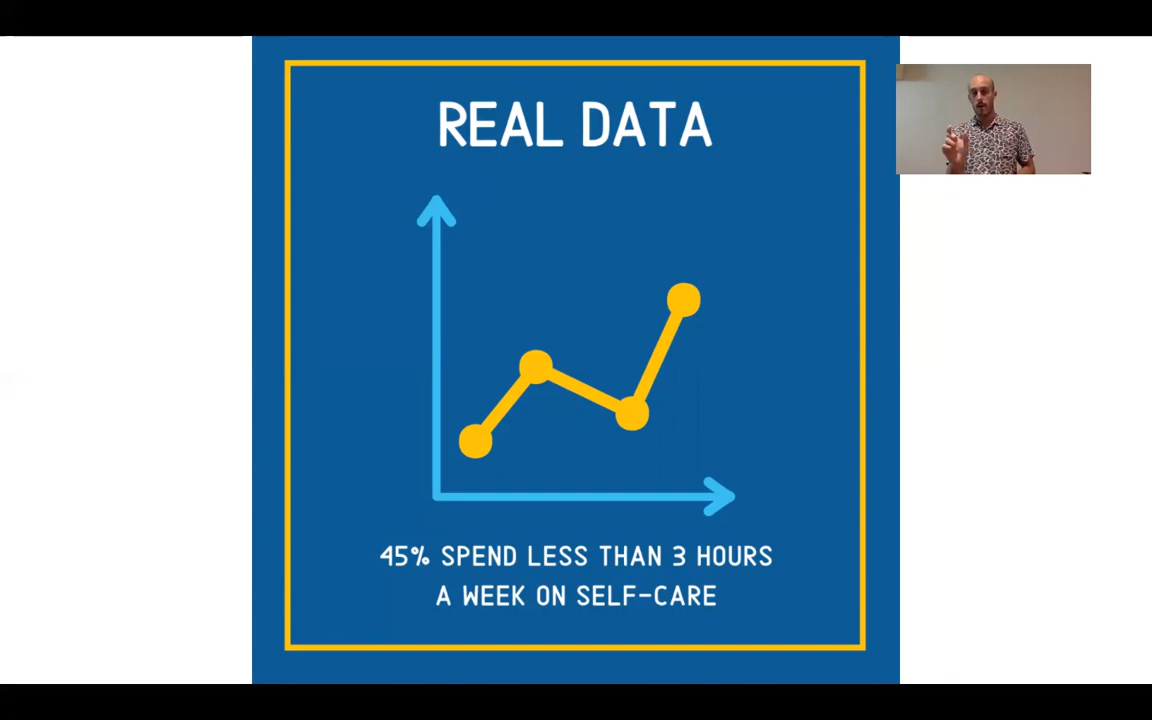 REAL DATA
45% SPEND LESS THAN 3 HOURS
A WEEK ON SELF-CARE